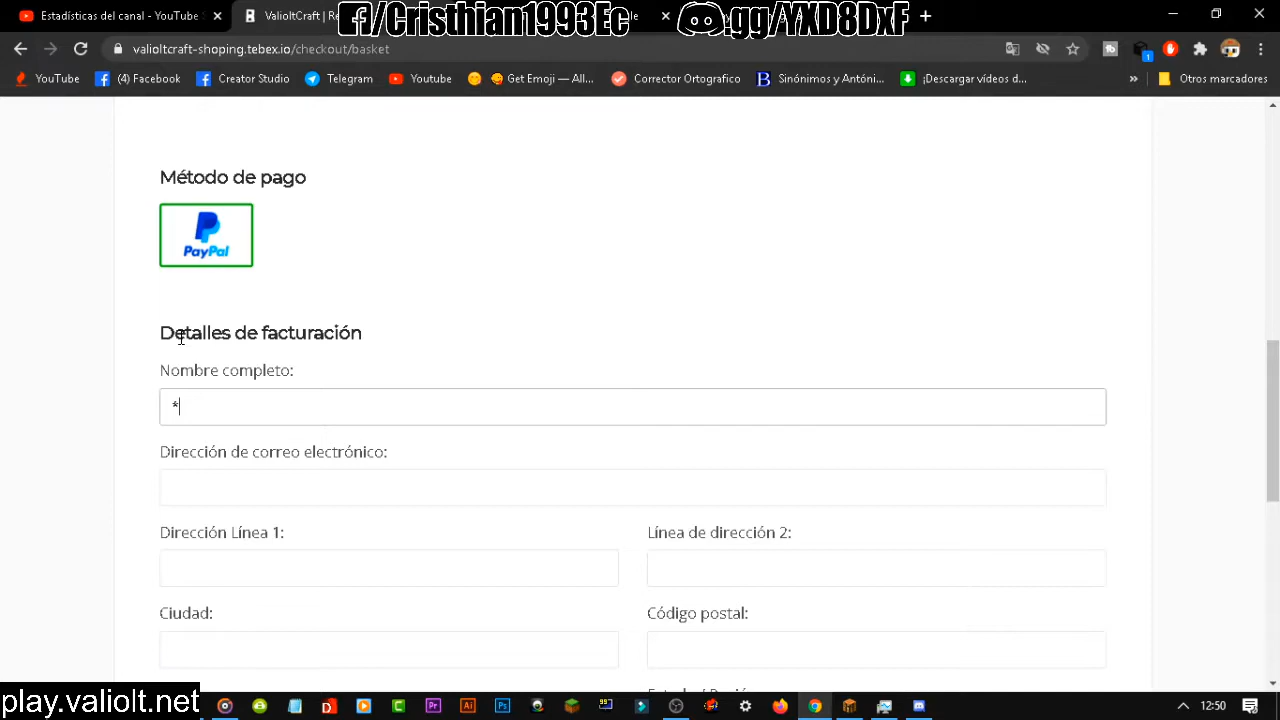 Estadísticas del canal - YouTube S
ValioltCraft | Re
/Cristhian1993Ec
.gg/YXD8DxF
le
valioltcraft-shoping.tebex.io/checkout/basket
YouTube
(4) Facebook
Creator Studio
Telegram
Youtube
Get Emoji — All...
Corrector Ortografico
Sinónimos y Antóni...
¡Descargar vídeos d...
Otros marcadores
Método de pago
PayPal
Detalles de facturación
Nombre completo:
*
Dirección de correo electrónico:
Dirección Línea 1:
Línea de dirección 2:
Ciudad:
Código postal:
play.valiolt.net
12:50